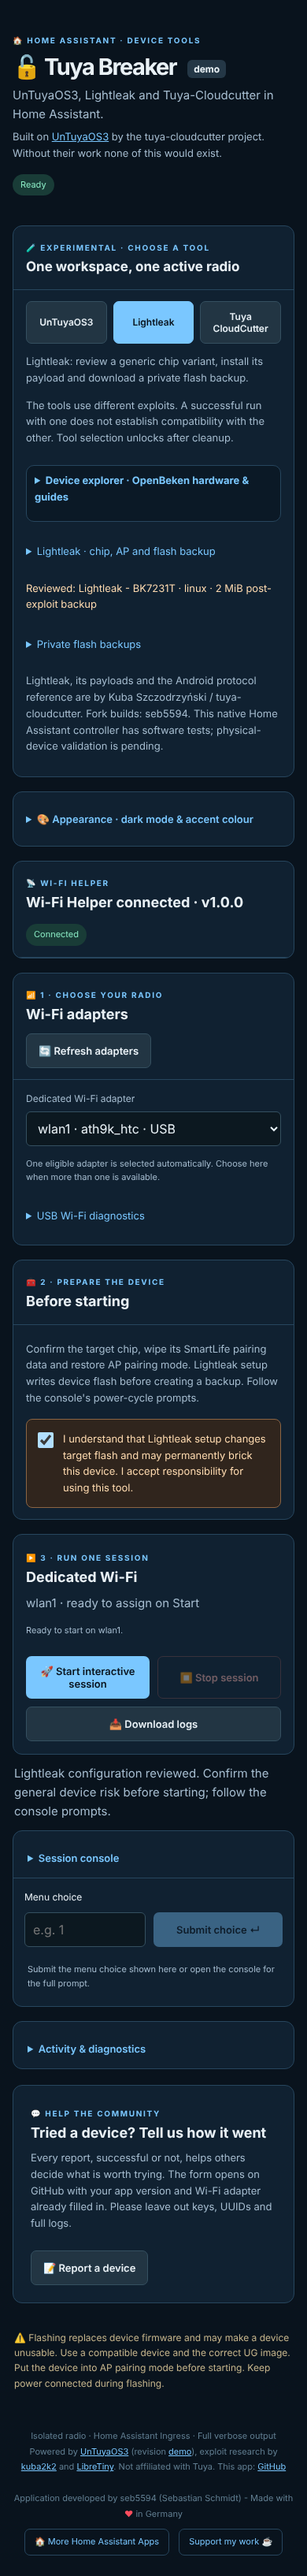 🏠 HOME ASSISTANT · DEVICE TOOLS
🔓 Tuya Breaker demo
UnTuyaOS3, Lightleak and Tuya-Cloudcutter in
Home Assistant.
Built on UnTuyaOS3 by the tuya-cloudcutter project.
Without their work none of this would exist.
Ready
🧪 EXPERIMENTAL · CHOOSE A TOOL
One workspace, one active radio
UnTuyaOS3
Lightleak
Tuya
CloudCutter
Lightleak: review a generic chip variant, install its
payload and download a private flash backup.
The tools use different exploits. A successful run
with one does not establish compatibility with the
other. Tool selection unlocks after cleanup.
▶ Device explorer · OpenBeken hardware &
guides
▶ Lightleak · chip, AP and flash backup
Reviewed: Lightleak - BK7231T · linux · 2 MiB post-
exploit backup
▶ Private flash backups
Lightleak, its payloads and the Android protocol
reference are by Kuba Szczodrzyński / tuya-
cloudcutter. Fork builds: seb5594. This native Home
Assistant controller has software tests; physical-
device validation is pending.
▶ 🎨 Appearance · dark mode & accent colour
📡 WI-FI HELPER
Wi-Fi Helper connected · v1.0.0
Connected
📶 1 · CHOOSE YOUR RADIO
Wi-Fi adapters
🔄 Refresh adapters
Dedicated Wi-Fi adapter
wlan1 · ath9k_htc · USB
One eligible adapter is selected automatically. Choose here
when more than one is available.
▶ USB Wi-Fi diagnostics
🧰 2 · PREPARE THE DEVICE
Before starting
Confirm the target chip, wipe its SmartLife pairing
data and restore AP pairing mode. Lightleak setup
writes device flash before creating a backup. Follow
the console's power-cycle prompts.
I understand that Lightleak setup changes
target flash and may permanently brick
this device. I accept responsibility for
using this tool.
▶️ 3 · RUN ONE SESSION
Dedicated Wi-Fi
wlan1 · ready to assign on Start
Ready to start on wlan1.
🚀 Start interactive
session
⏹️ Stop session
📥 Download logs
Lightleak configuration reviewed. Confirm the
general device risk before starting; follow the
console prompts.
▶ Session console
Menu choice
e.g. 1
Submit choice ↵
Submit the menu choice shown here or open the console for
the full prompt.
▶ Activity & diagnostics
💬 HELP THE COMMUNITY
Tried a device? Tell us how it went
Every report, successful or not, helps others
decide what is worth trying. The form opens on
GitHub with your app version and Wi-Fi adapter
already filled in. Please leave out keys, UUIDs and
full logs.
📝 Report a device
⚠️ Flashing replaces device firmware and may make a device
unusable. Use a compatible device and the correct UG image.
Put the device into AP pairing mode before starting. Keep
power connected during flashing.
Isolated radio · Home Assistant Ingress · Full verbose output
Powered by UnTuyaOS3 (revision demo), exploit research by
kuba2k2 and LibreTiny. Not affiliated with Tuya. This app: GitHub
Application developed by seb5594 (Sebastian Schmidt) - Made with
❤️ in Germany
🏠 More Home Assistant Apps
Support my work ☕